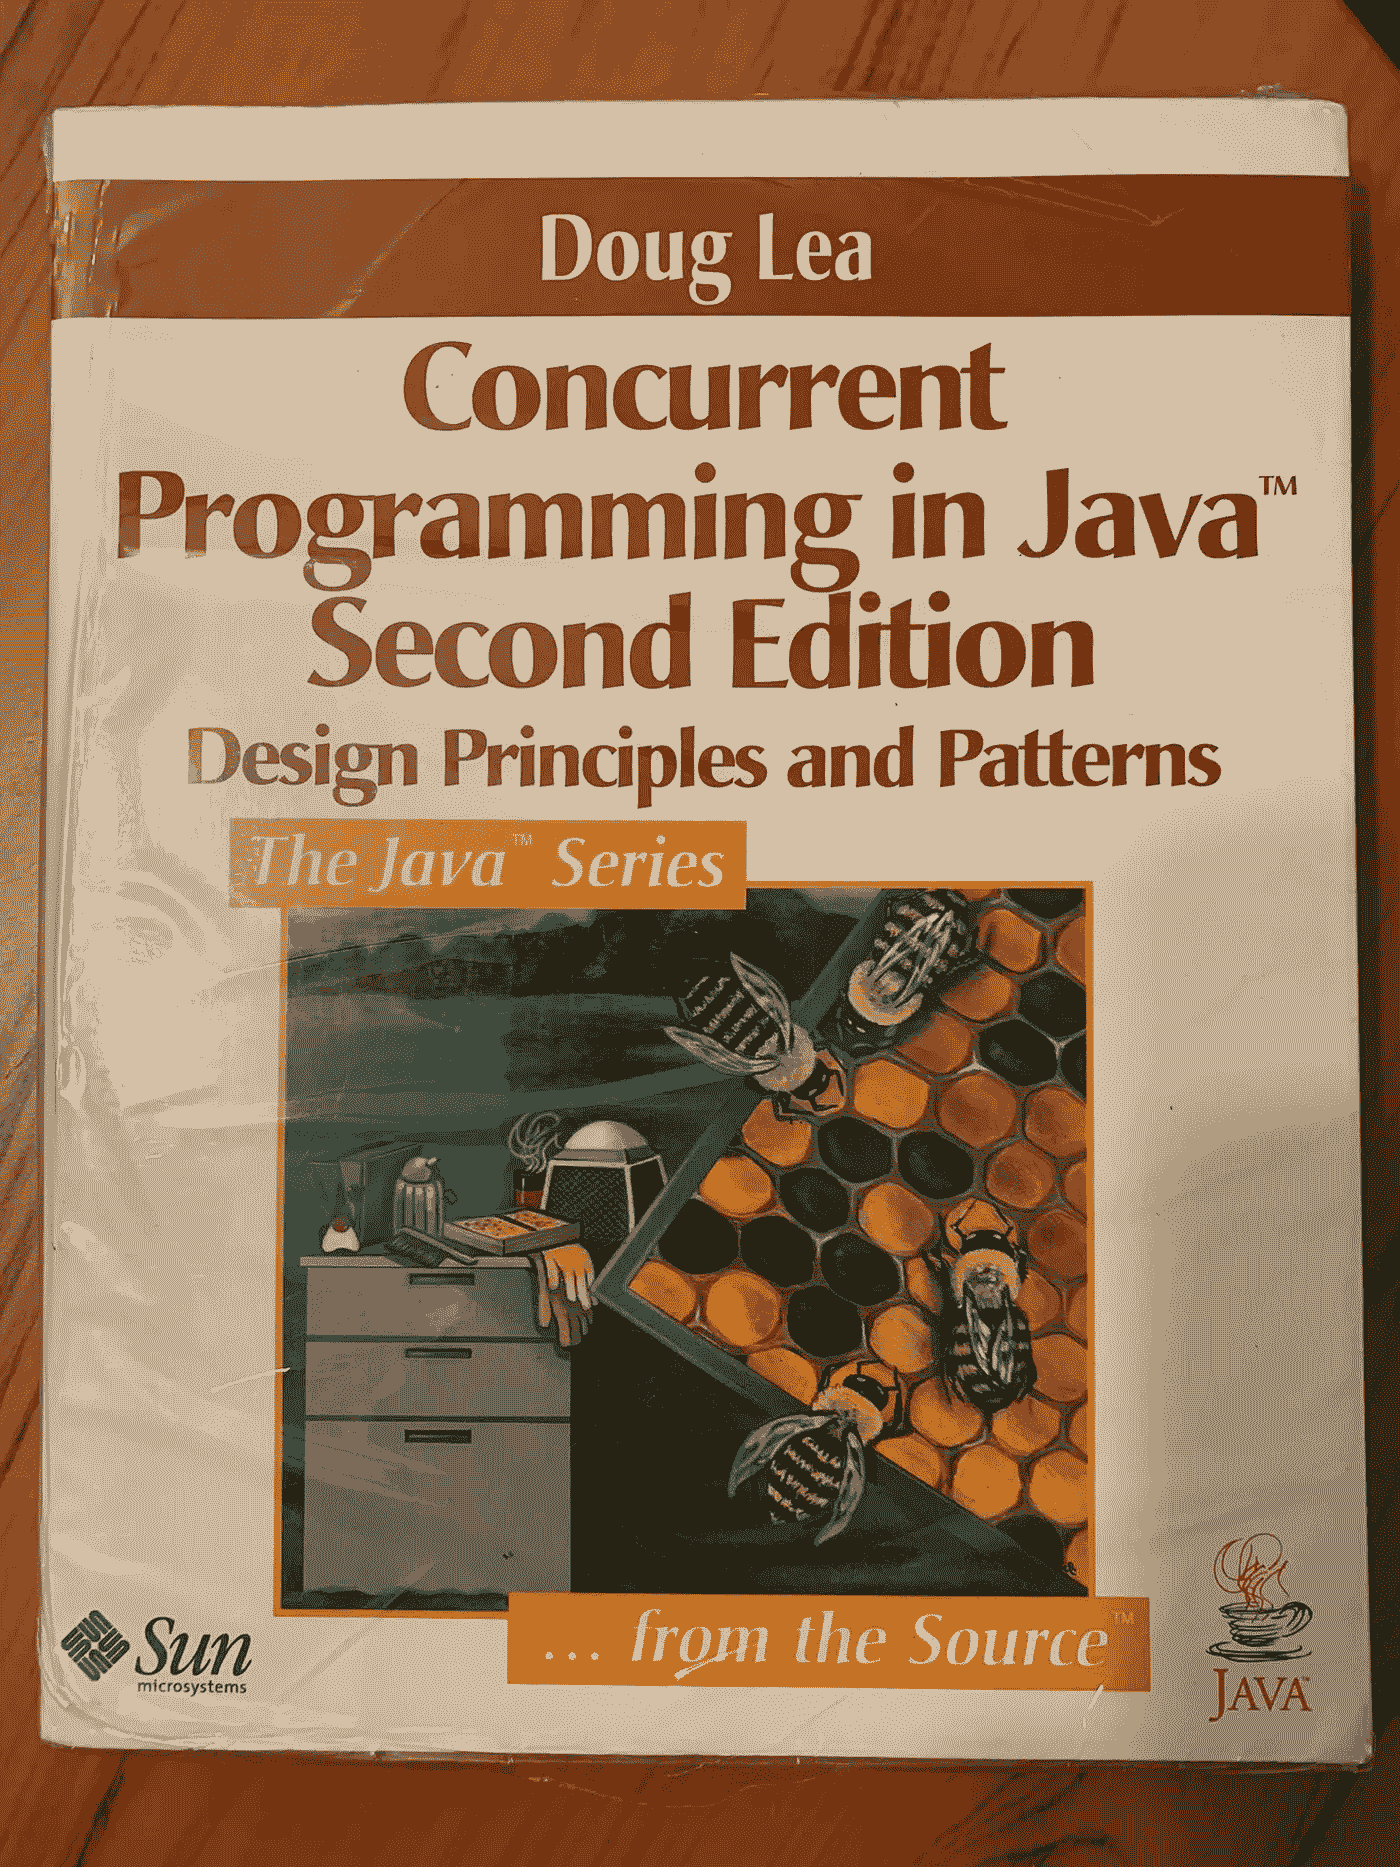 Doug Lea
Concurrent
Programming in Java™
Second Edition
Design Principles and Patterns
The Java™ Series
... from the Source™
Sun
microsystems
JAVA™